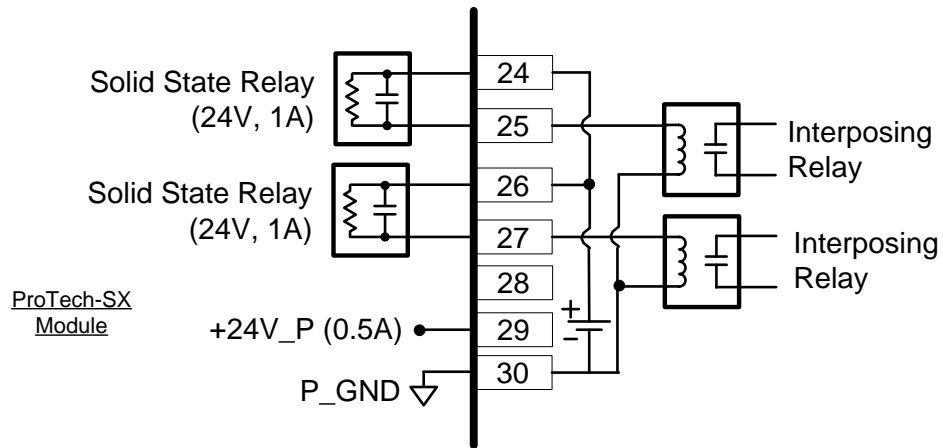 Solid State Relay
(24V, 1A)
24
25
Interposing
Relay
Solid State Relay
(24V, 1A)
26
27
Interposing
Relay
28
ProTech-SX
Module
+
-
+24V_P (0.5A)
29
30
P_GND